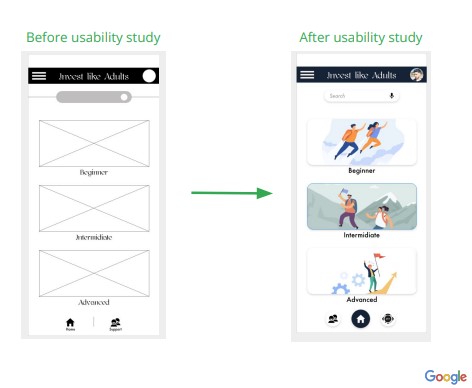 Before usability study
After usability study
Invest like Adults
Beginner
Intermidiate
Advanced
Home
Support
Invest like Adults
Search
Beginner
Intermidiate
Advanced
Google